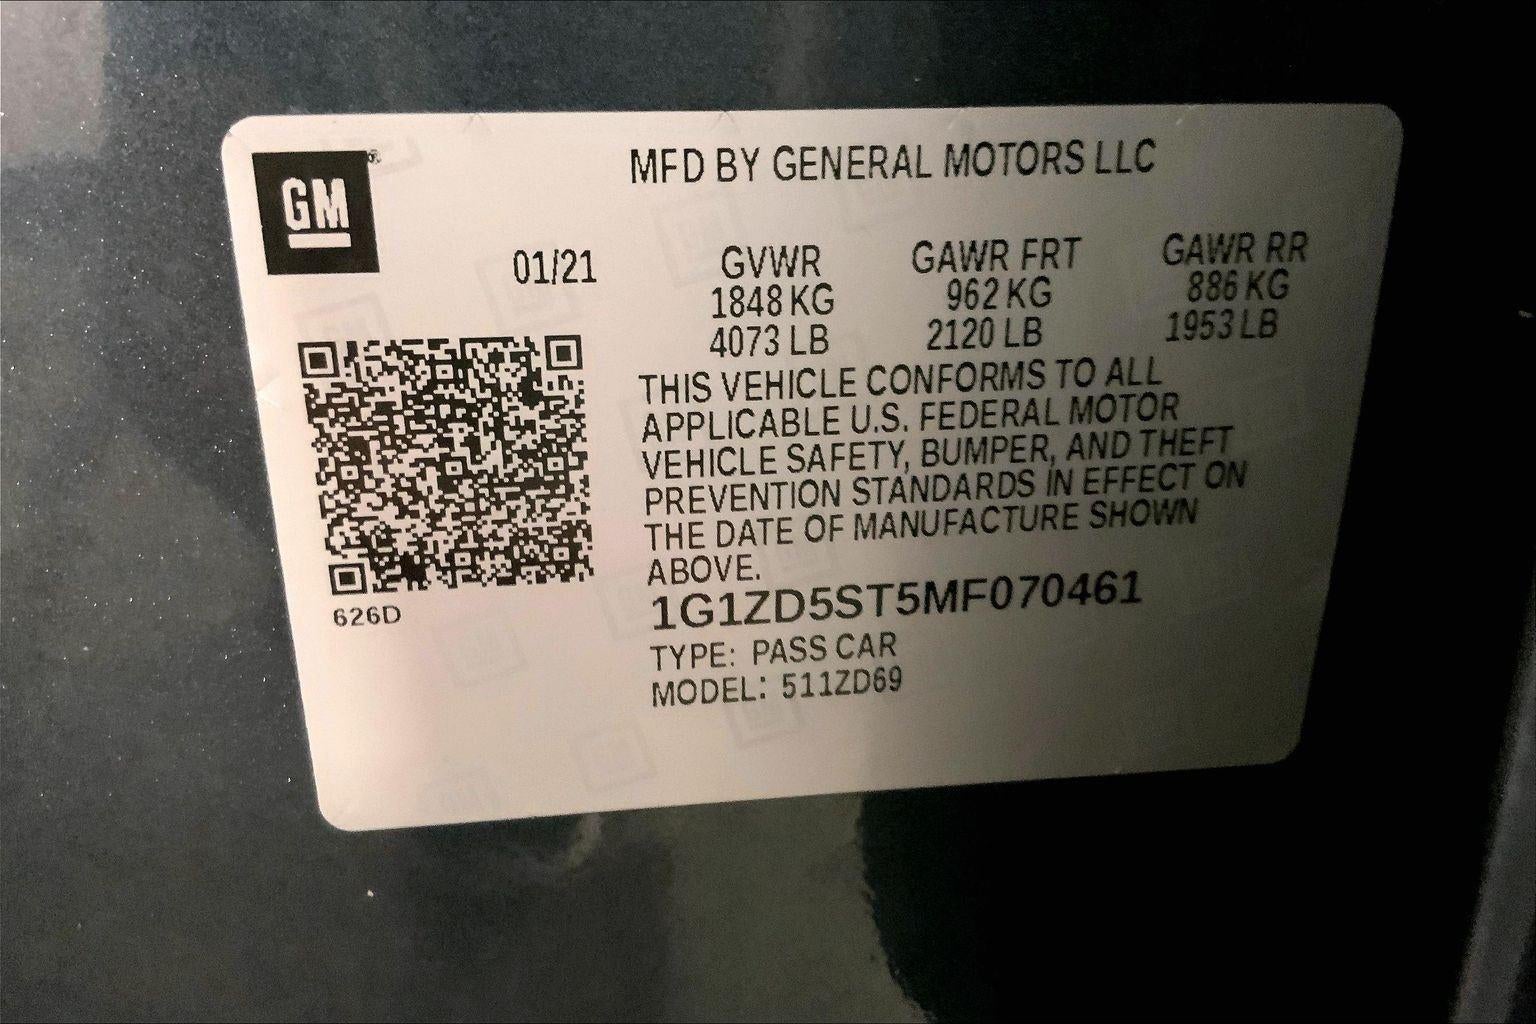 GM
MFD BY GENERAL MOTORS LLC
01/21 GVWR GAWR FRT GAWR RR
1848 KG 962 KG 886 KG
4073 LB 2120 LB 1953 LB
THIS VEHICLE CONFORMS TO ALL
APPLICABLE U.S. FEDERAL MOTOR
VEHICLE SAFETY, BUMPER, AND THEFT
PREVENTION STANDARDS IN EFFECT ON
THE DATE OF MANUFACTURE SHOWN
ABOVE.
626D
1G1ZD5ST5MF070461
TYPE: PASS CAR
MODEL: 511ZD69